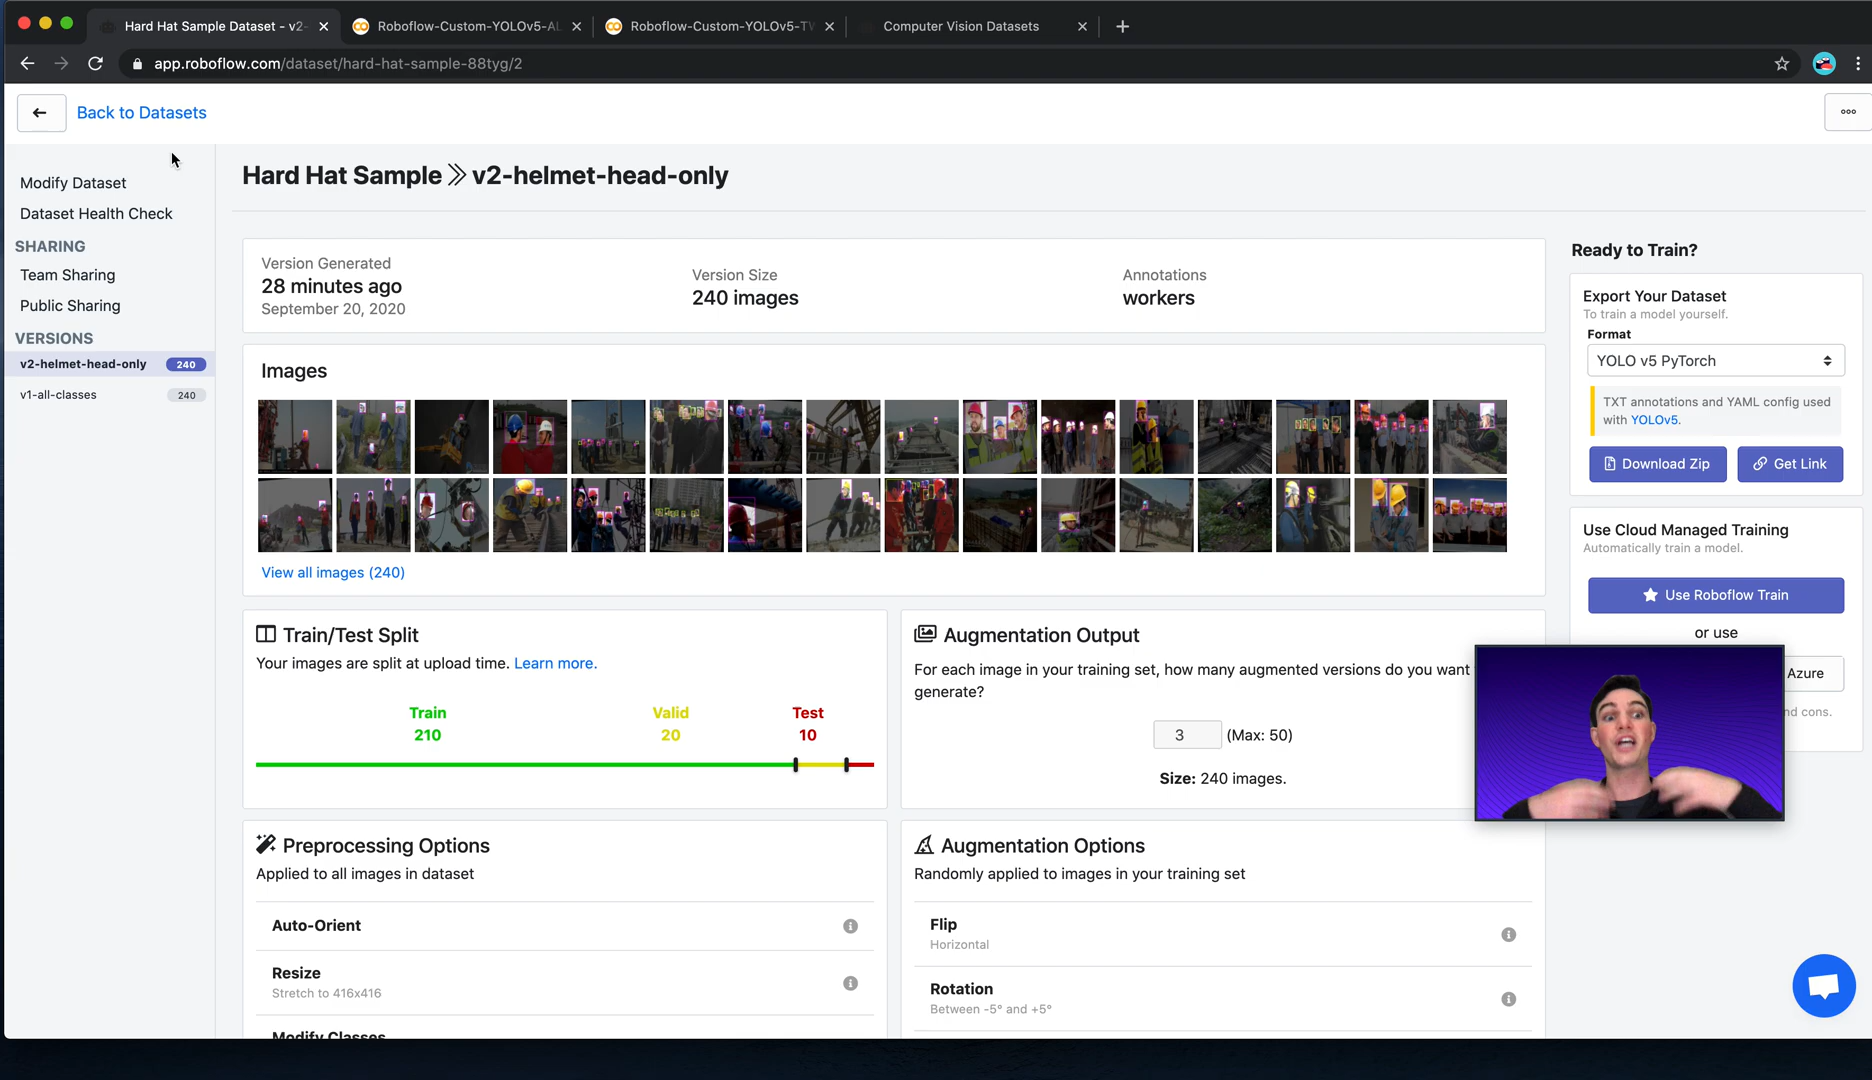 Hard Hat Sample Dataset - v2-
Roboflow-Custom-YOLOv5-AL
Roboflow-Custom-YOLOv5-TV
Computer Vision Datasets
app.roboflow.com/dataset/hard-hat-sample-88tyg/2
Back to Datasets
Modify Dataset
Dataset Health Check
SHARING
Team Sharing
Public Sharing
VERSIONS
v2-helmet-head-only 240
v1-all-classes 240
Hard Hat Sample v2-helmet-head-only
Version Generated
28 minutes ago
September 20, 2020
Version Size
240 images
Annotations
workers
Images
View all images (240)
Train/Test Split
Your images are split at upload time. Learn more.
Train
210
Valid
20
Test
10
Augmentation Output
For each image in your training set, how many augmented versions do you want
generate?
3 (Max: 50)
Size: 240 images.
Preprocessing Options
Applied to all images in dataset
Auto-Orient
Resize
Stretch to 416x416
Modify Classes
Augmentation Options
Randomly applied to images in your training set
Flip
Horizontal
Rotation
Between -5° and +5°
Ready to Train?
Export Your Dataset
To train a model yourself.
Format
YOLO v5 PyTorch
TXT annotations and YAML config used
with YOLOv5.
Download Zip
Get Link
Use Cloud Managed Training
Automatically train a model.
Use Roboflow Train
or use
Azure
nd cons.